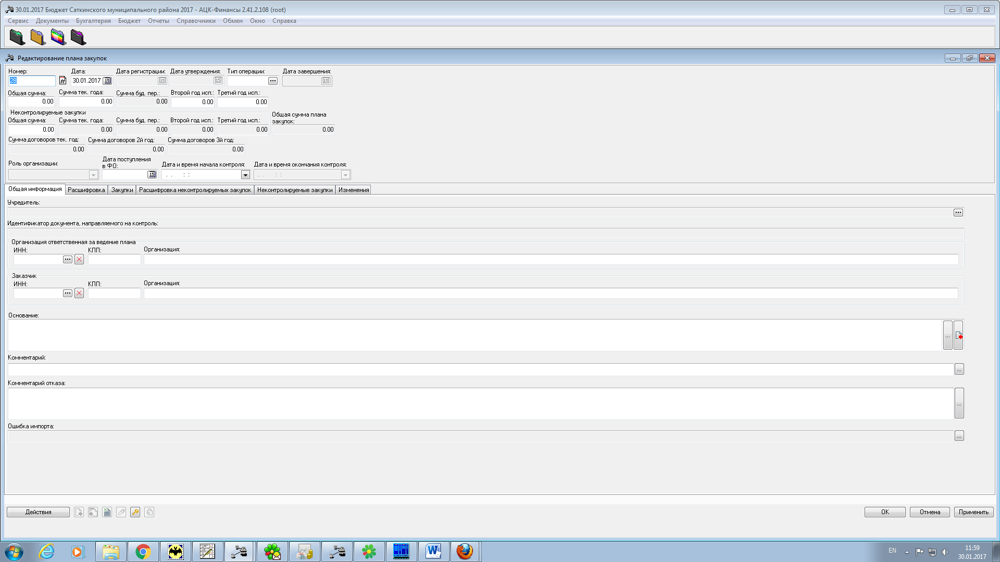 30.01.2017 Бюджет Саткинского муниципального района 2017 - АЦК-Финансы 2.41.2.108 (root)
Сервис Документы Бухгалтерия Бюджет Отчеты Справочники Обмен Окно Справка
Редактирование плана закупок
Номер: Дата: Дата регистрации: Дата утверждения: Тип операции: Дата завершения:
28 30.01.2017 15 15 15 ... 15
Общая сумма: Сумма тек. года: Сумма буд. пер.: Второй год исп.: Третий год исп.:
0.00 0.00 0.00 0.00 0.00
Неконтролируемые закупки
Общая сумма: Сумма тек. года: Сумма буд. пер.: Второй год исп.: Третий год исп.: Общая сумма плана закупок:
0.00 0.00 0.00 0.00 0.00 0.00
Сумма договоров тек. год: Сумма договоров 2й год: Сумма договоров 3й год:
0.00 0.00 0.00
Роль организации: Дата поступления в ФО: Дата и время начала контроля: Дата и время окончания контроля:
15 . . : : . . : :
Общая информация Расшифровка Закупки Расшифровка неконтролируемых закупок Неконтролируемые закупки Изменения
Учредитель:
...
Идентификатор документа, направляемого на контроль:
Организация ответственная за ведение плана
ИНН: КПП: Организация:
...
Заказчик
ИНН: КПП: Организация:
...
Основание:
...
Комментарий:
...
Комментарий отказа:
...
Ошибка импорта:
...
Действия OK Отмена Применить
EN 11:59
30.01.2017